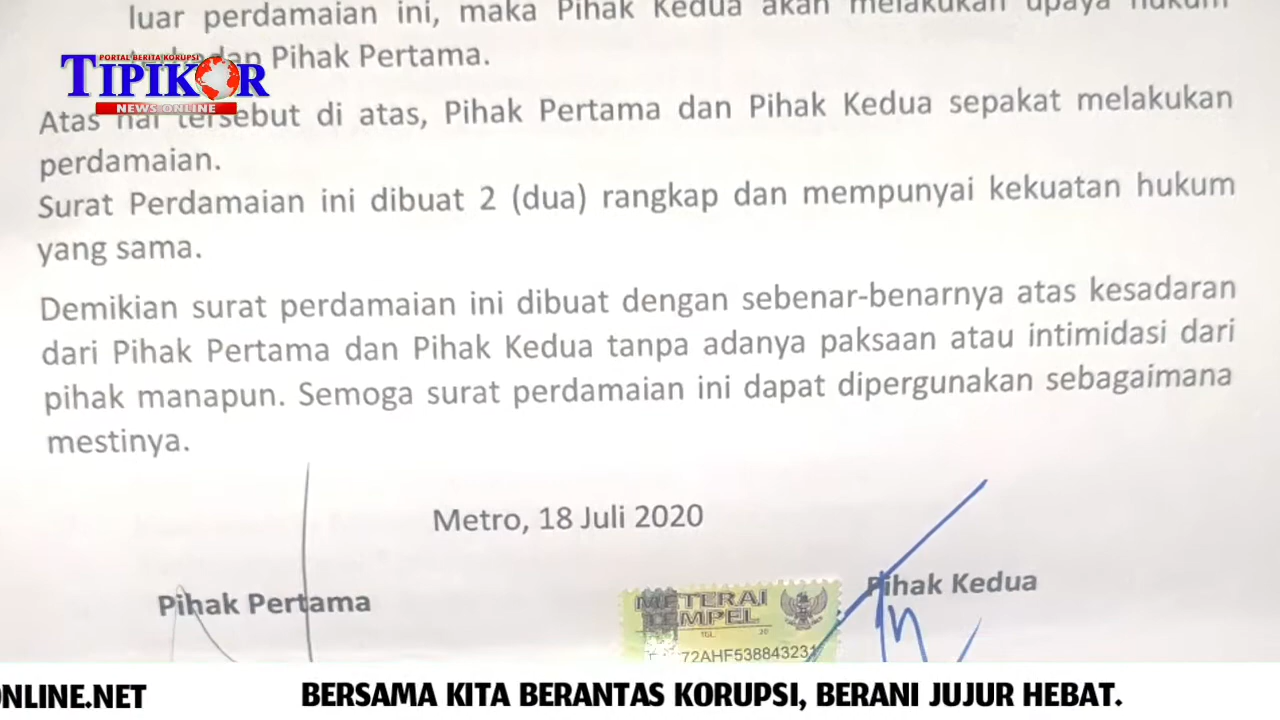 luar perdamaian ini, maka Pihak Kedua akan melakukan upaya hukum
Pihak Pertama.
PORTAL BERITA KORUPSI
TIPIKOR
NEWS ONLINE
Atas hal tersebut di atas, Pihak Pertama dan Pihak Kedua sepakat melakukan
perdamaian.
Surat Perdamaian ini dibuat 2 (dua) rangkap dan mempunyai kekuatan hukum
yang sama.
Demikian surat perdamaian ini dibuat dengan sebenar-benarnya atas kesadaran
dari Pihak Pertama dan Pihak Kedua tanpa adanya paksaan atau intimidasi dari
pihak manapun. Semoga surat perdamaian ini dapat dipergunakan sebagaimana
mestinya.
Metro, 18 Juli 2020
Pihak Pertama
Pihak Kedua
METERAI
TEMPEL
TGL. 20
72AHF538843231
NLINE.NET
BERSAMA KITA BERANTAS KORUPSI, BERANI JUJUR HEBAT.